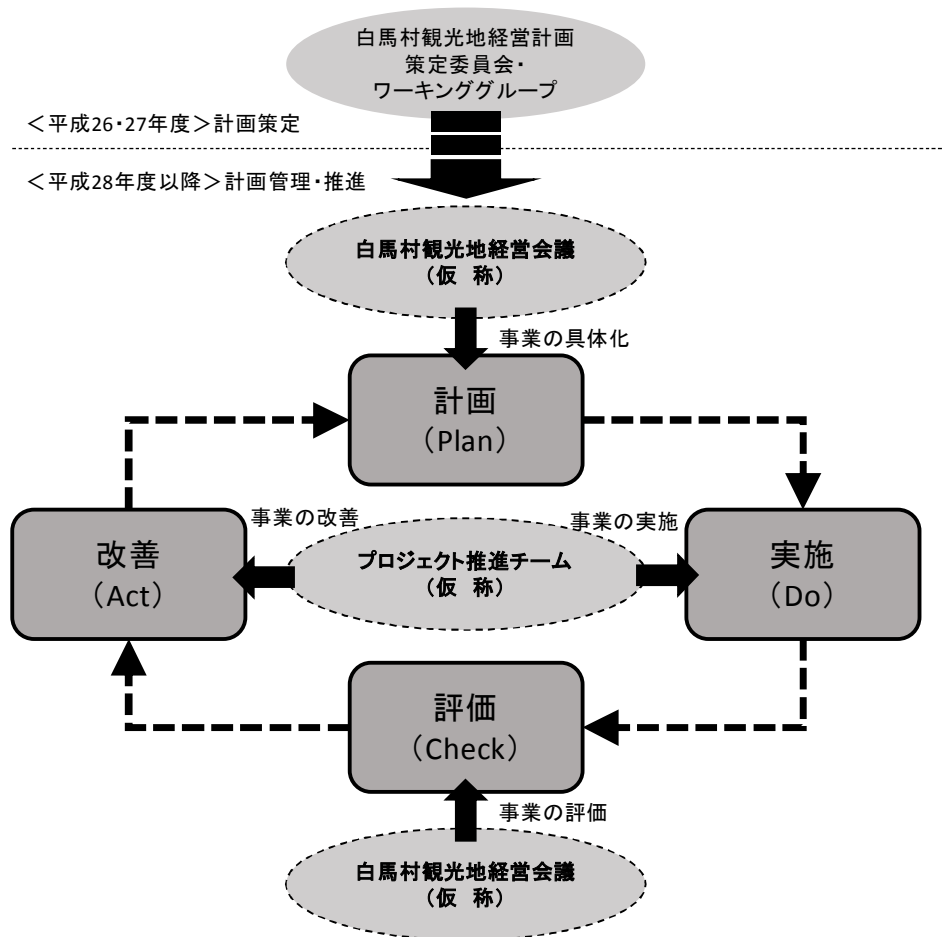 白馬村観光地経営計画
策定委員会・
ワーキンググループ
＜平成26・27年度＞計画策定
＜平成28年度以降＞計画管理・推進
白馬村観光地経営会議
（仮 称）
事業の具体化
計画
（Plan）
事業の改善
事業の実施
改善
（Act）
プロジェクト推進チーム
（仮 称）
実施
（Do）
評価
（Check）
事業の評価
白馬村観光地経営会議
（仮 称）